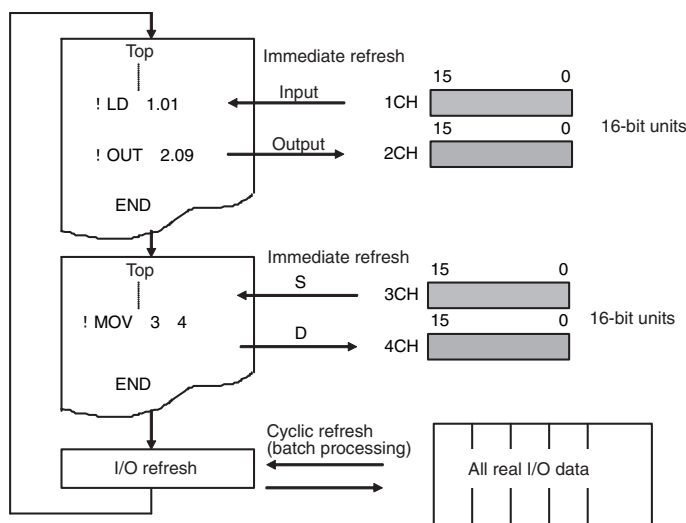 Top
Immediate refresh
15 0
! LD 1.01
Input
1CH
15 0
16-bit units
! OUT 2.09
Output
2CH
END
Top
Immediate refresh
15 0
S
3CH
15 0
16-bit units
! MOV 3 4
D
4CH
END
Cyclic refresh
(batch processing)
I/O refresh
All real I/O data